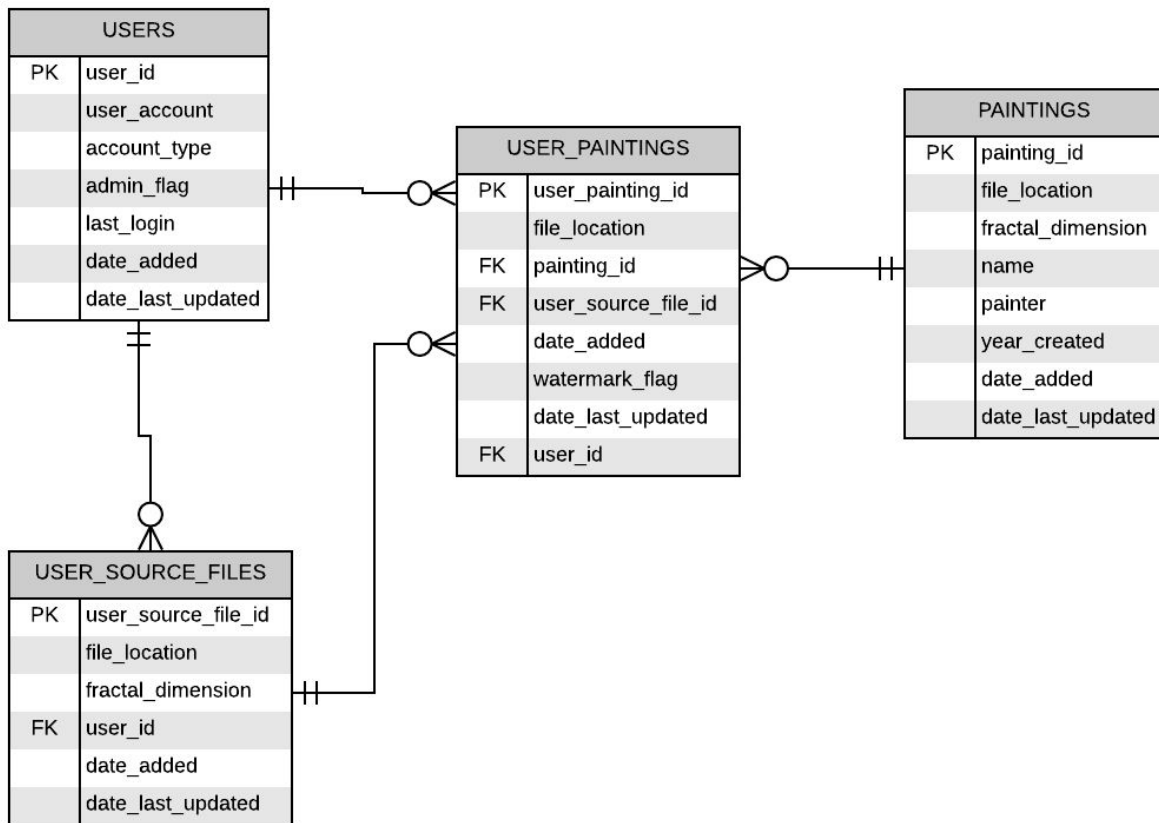 USERS
PK user_id
user_account
account_type
admin_flag
last_login
date_added
date_last_updated
USER_PAINTINGS
PK user_painting_id
file_location
FK painting_id
FK user_source_file_id
date_added
watermark_flag
date_last_updated
FK user_id
PAINTINGS
PK painting_id
file_location
fractal_dimension
name
painter
year_created
date_added
date_last_updated
USER_SOURCE_FILES
PK user_source_file_id
file_location
fractal_dimension
FK user_id
date_added
date_last_updated